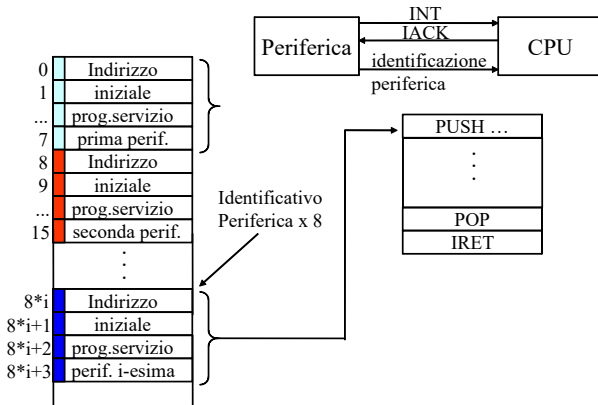 INT
IACK
Periferica
CPU
identificazione
periferica
0 Indirizzo
1 iniziale
... prog.servizio
7 prima perif.
8 Indirizzo
9 iniziale
... prog.servizio
15 seconda perif.
Identificativo
Periferica x 8
8*i Indirizzo
8*i+1 iniziale
8*i+2 prog.servizio
8*i+3 perif. i-esima
PUSH …
POP
IRET